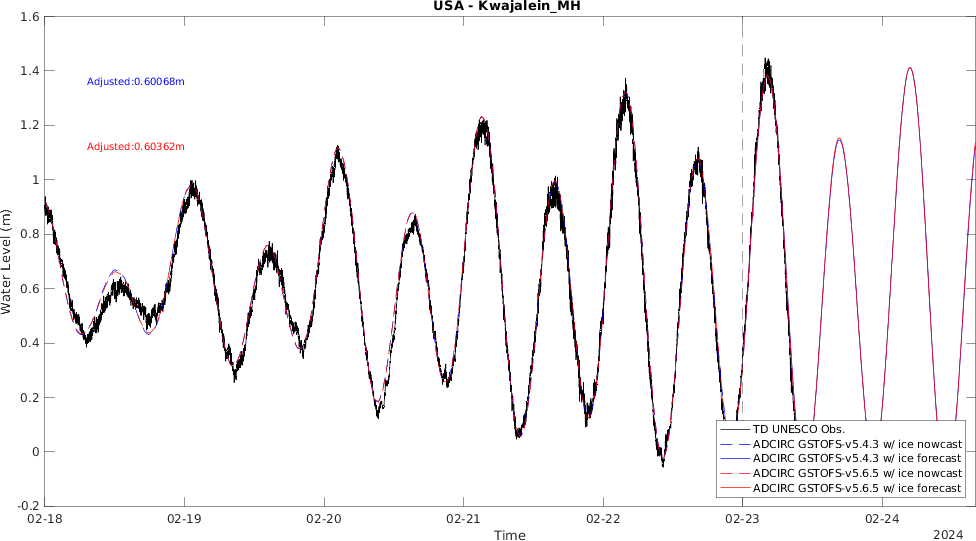 USA - Kwajalein_MH
1.6
1.4
1.2
1
0.8
0.6
0.4
0.2
0
-0.2
Water Level (m)
Adjusted:0.60068m
Adjusted:0.60362m
TD UNESCO Obs.
ADCIRC GSTOFS-v5.4.3 w/ ice nowcast
ADCIRC GSTOFS-v5.4.3 w/ ice forecast
ADCIRC GSTOFS-v5.6.5 w/ ice nowcast
ADCIRC GSTOFS-v5.6.5 w/ ice forecast
02-18 02-19 02-20 02-21 02-22 02-23 02-24
Time
2024